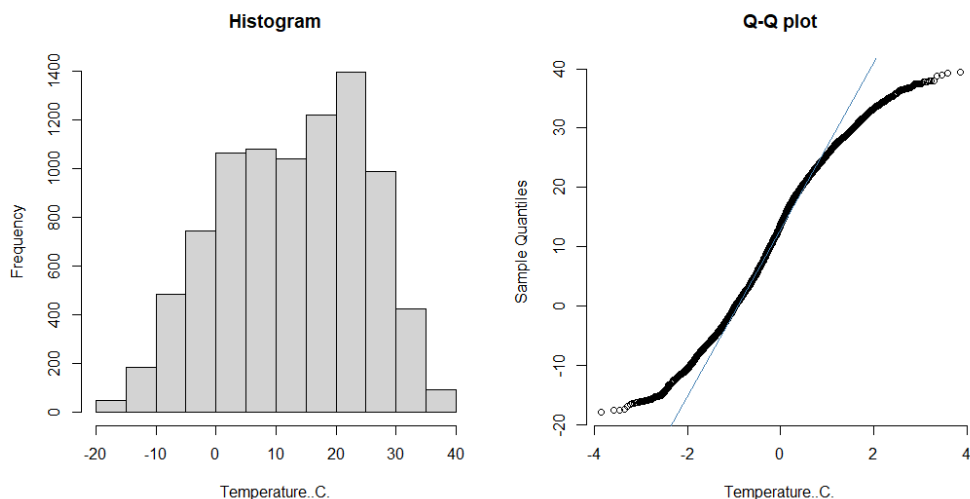 Histogram
Frequency
0 200 400 600 800 1000 1200 1400
-20 -10 0 10 20 30 40
Temperature..C.
Q-Q plot
Sample Quantiles
-20 -10 0 10 20 30 40
-4 -2 0 2 4
Temperature..C.